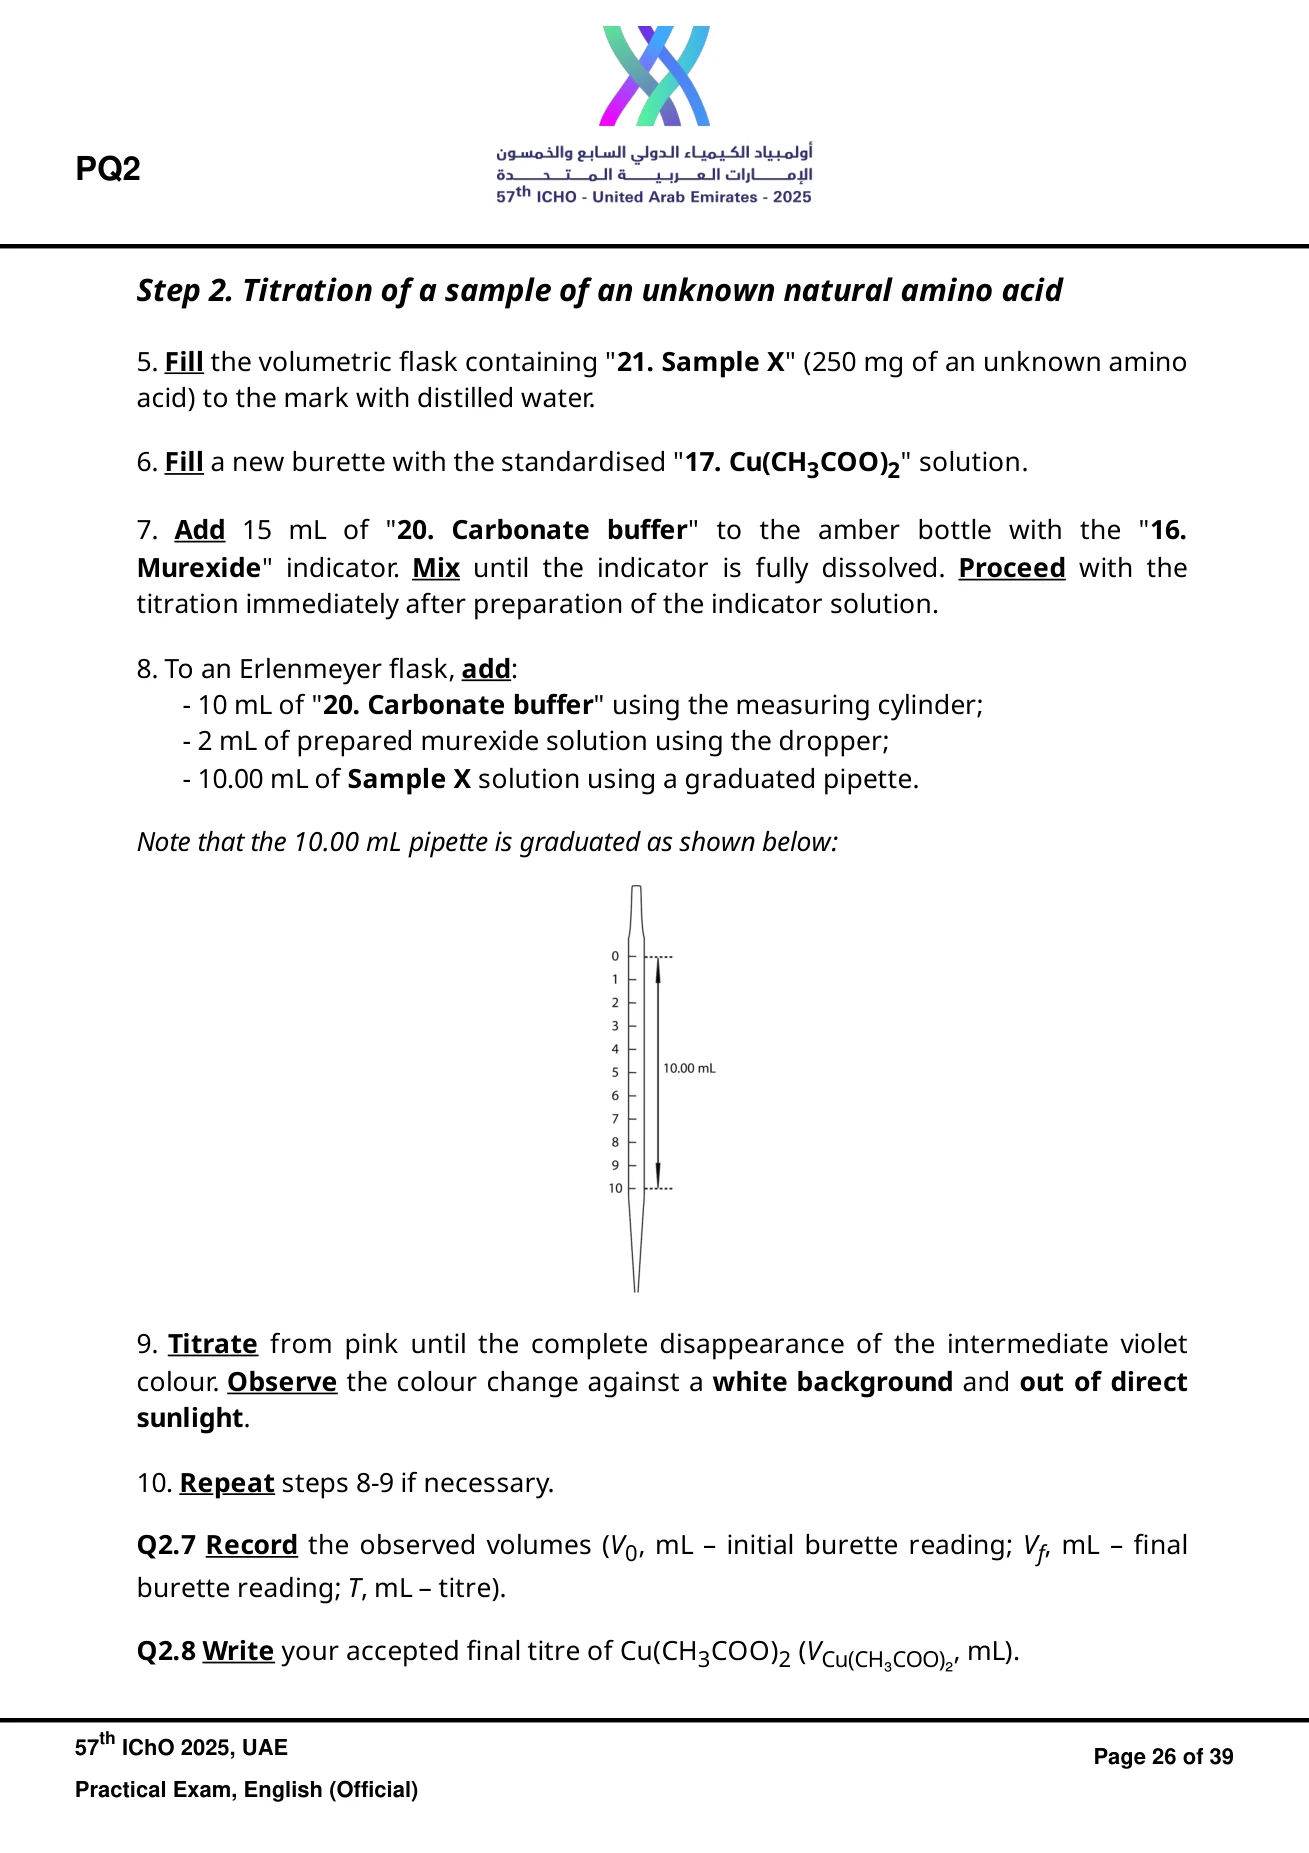 PQ2
أولمبياد الكيمياء الدولي السابع والخمسون
الإمارات العربية المتحدة
57th ICHO - United Arab Emirates - 2025
Step 2. Titration of a sample of an unknown natural amino acid
5. Fill the volumetric flask containing "21. Sample X" (250 mg of an unknown amino
acid) to the mark with distilled water.
6. Fill a new burette with the standardised "17. Cu(CH3COO)2" solution.
7. Add 15 mL of "20. Carbonate buffer" to the amber bottle with the "16.
Murexide" indicator. Mix until the indicator is fully dissolved. Proceed with the
titration immediately after preparation of the indicator solution.
8. To an Erlenmeyer flask, add:
- 10 mL of "20. Carbonate buffer" using the measuring cylinder;
- 2 mL of prepared murexide solution using the dropper;
- 10.00 mL of Sample X solution using a graduated pipette.
Note that the 10.00 mL pipette is graduated as shown below:
0
1
2
3
4
5
6
7
8
9
10
10.00 mL
9. Titrate from pink until the complete disappearance of the intermediate violet
colour. Observe the colour change against a white background and out of direct
sunlight.
10. Repeat steps 8-9 if necessary.
Q2.7 Record the observed volumes (V0, mL – initial burette reading; Vf, mL – final
burette reading; T, mL – titre).
Q2.8 Write your accepted final titre of Cu(CH3COO)2 (VCu(CH3COO)2, mL).
57th IChO 2025, UAE
Practical Exam, English (Official)
Page 26 of 39